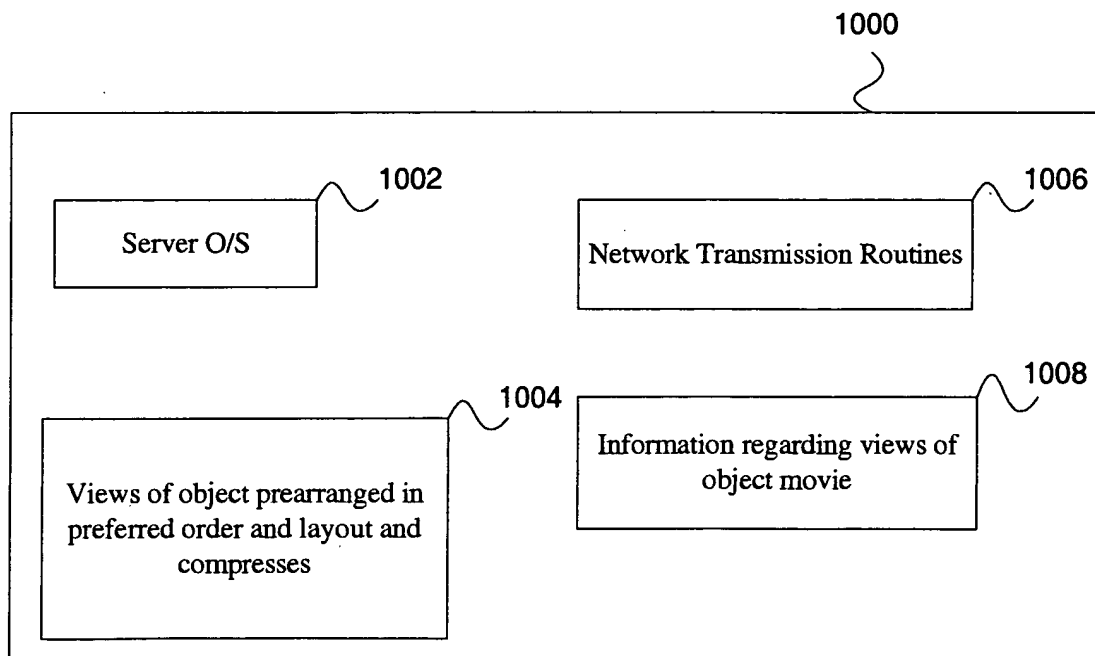 1000
1002
Server O/S
1006
Network Transmission Routines
1004
Views of object prearranged in
preferred order and layout and
compresses
1008
Information regarding views of
object movie